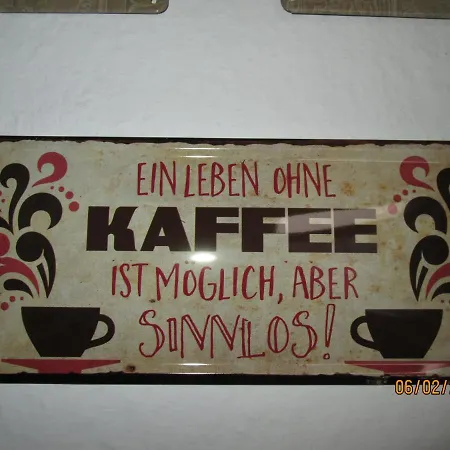 EIN LEBEN OHNE
KAFFEE
IST MOGLICH, ABER
SINNLOS!
06/02/